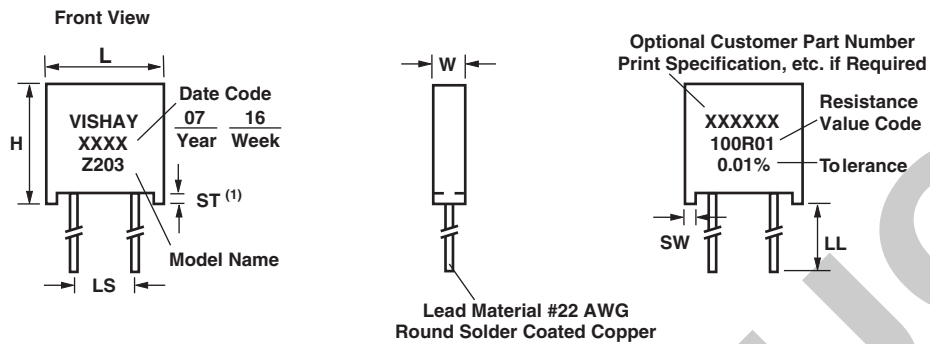 Front View
L
H
VISHAY
XXXX
Z203
Date Code
07 16
Year Week
ST (1)
Model Name
LS
W
Lead Material #22 AWG
Round Solder Coated Copper
Optional Customer Part Number
Print Specification, etc. if Required
XXXXXX
100R01
0.01%
Resistance
Value Code
Tolerance
SW
LL